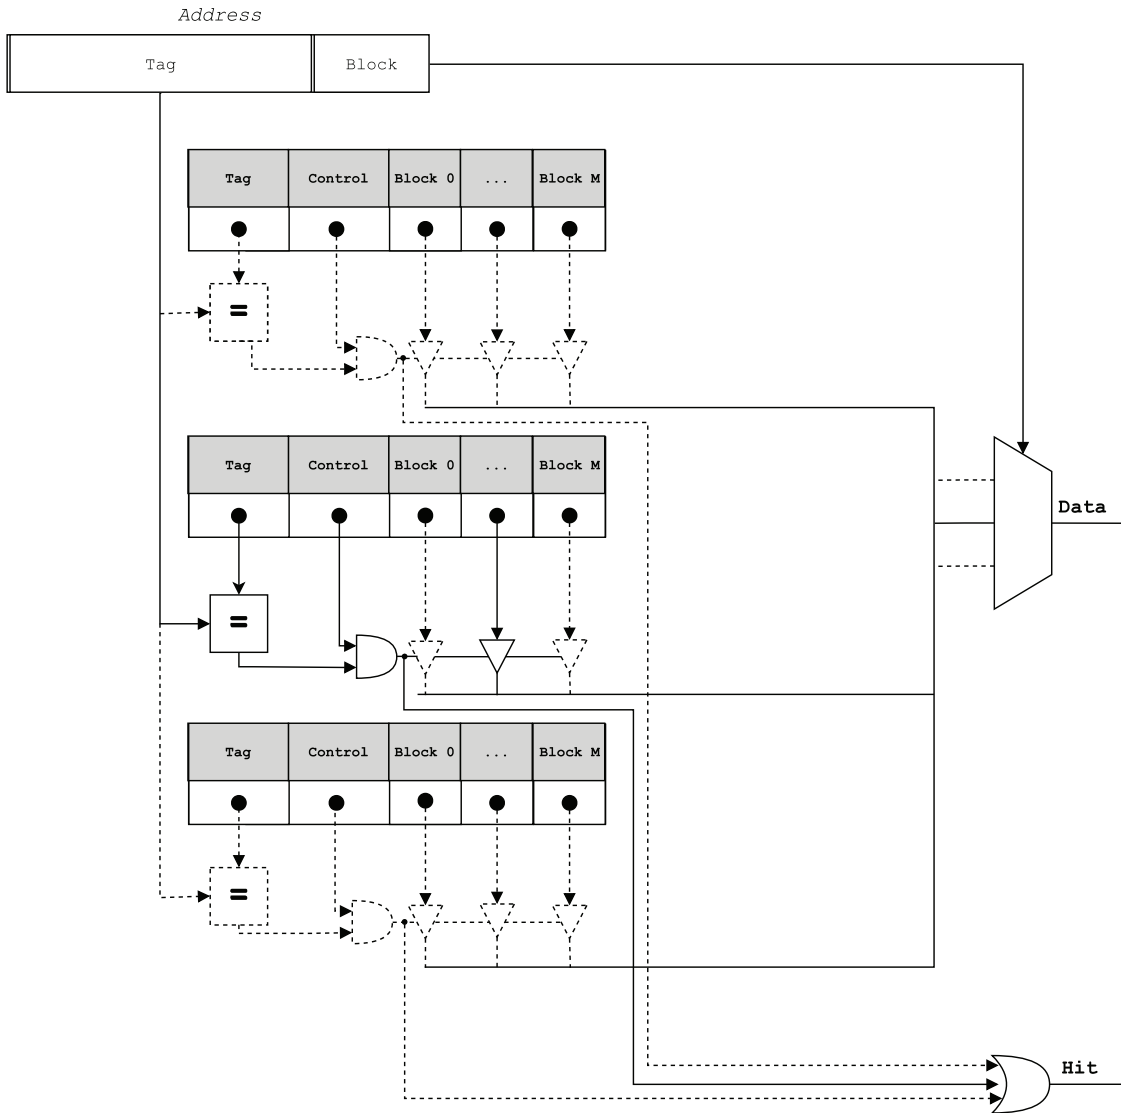 Address
Tag Block
Tag Control Block 0 ... Block M
=
Tag Control Block 0 ... Block M
Data
=
Tag Control Block 0 ... Block M
=
Hit